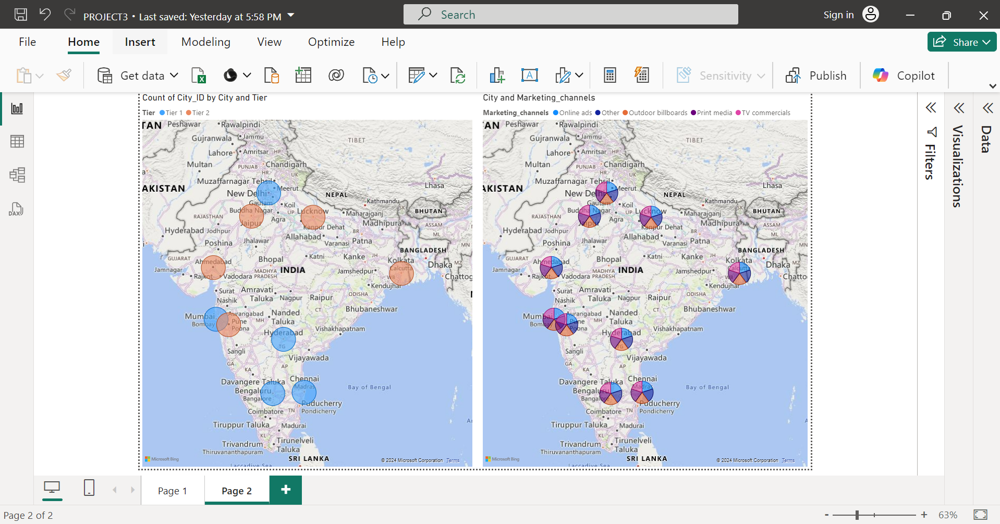 PROJECT3 • Last saved: Yesterday at 5:58 PM
Search
Sign in
File Home Insert Modeling View Optimize Help
Share
Get data
Sensitivity
Publish
Copilot
Count of City_ID by City and Tier
Tier Tier 1 Tier 2
TAN Peshawar Rawalpindi
Gujranwala Jammu TIBET
Lahore Amritsar HP
Multan PUNJAB Chandigarh
HR UK
Muzaffarnagar Tehsil
AKISTAN Meerut Lhasa
New Delhi NEPAL
Gautam Koil Kathmandu SK
Buddha Nagar UP Lucknow Maharajganj BHUTAN
RAJASTHAN Jaipur Agra Madhipura ASSAM
Hyderabad Jodhpur Kanpur Dehat BR ML
Poshina Jhalawar Allahabad Varanasi Patna MN
BANGLADESH
GUJARAT Ahmedabad Bhopal Katni Kanke JH Kolkata
Calcutta Dhaka MZ
Jamnagar Rajkot Vadodara MADHYA PRADESH INDIA Jamshedpur WB Chattog
Surat Amravati Taluka Kendujhar
Nashik Nagpur Raipur ODISHA
Mumbai Bombay Aurangabad MH Nanded Taluka CT Bhubaneswar
Pune Poona Hyderabad Vishakhapatnam
TG
Sangli
GA Vijayawada
KA AP
Davangere Taluka Chennai
Bengaluru Madras Bay of Bengal
Bangalore Puducherry
Coimbatore TN Pondicherry
Tiruppur Taluka Madurai
KL
Trivandrum Tirunelveli Taluka
Thiruvananthapuram
SRI LANKA
Microsoft Bing © 2024 Microsoft Corporation Terms
Laccadive Sea
City and Marketing_channels
Marketing_channels Online ads Other Outdoor billboards Print media TV commercials
AN Peshawar Rawalpindi
Gujranwala Jammu TIBET
Lahore Amritsar HP
Multan PUNJAB Chandigarh
HR UK
Muzaffarnagar Tehsil
AKISTAN Meerut Lhasa
New Delhi NEPAL
Gautam Koil Kathmandu SK
Buddha Nagar UP Lucknow Maharajganj BHUTAN
RAJASTHAN Jaipur Agra Madhipura ASSAM
Hyderabad Jodhpur Kanpur Dehat BR ML
Poshina Jhalawar Allahabad Varanasi Patna MN
BANGLADESH
GUJARAT Ahmedabad Bhopal Katni Kanke JH Kolkata
Calcutta Dhaka MZ
Jamnagar Rajkot Vadodara MADHYA PRADESH INDIA Jamshedpur WB Chatto
Surat Amravati Taluka Kendujhar
Nashik Nagpur Raipur ODISHA
Mumbai Bombay Aurangabad MH Nanded Taluka CT Bhubaneswar
Pune Poona Hyderabad Vishakhapatnam
TG
Sangli
GA Vijayawada
KA AP
Davangere Taluka Chennai
Bengaluru Madras Bay of Bengal
Bangalore Puducherry
Coimbatore TN Pondicherry
Tiruppur Taluka Madurai
KL
Trivandrum Tirunelveli Taluka
Thiruvananthapuram
SRI LANKA
Microsoft Bing © 2024 Microsoft Corporation Terms
Laccadive Sea
Filters
Visualizations
Data
DAX
Page 1 Page 2 +
Page 2 of 2
- + 63%